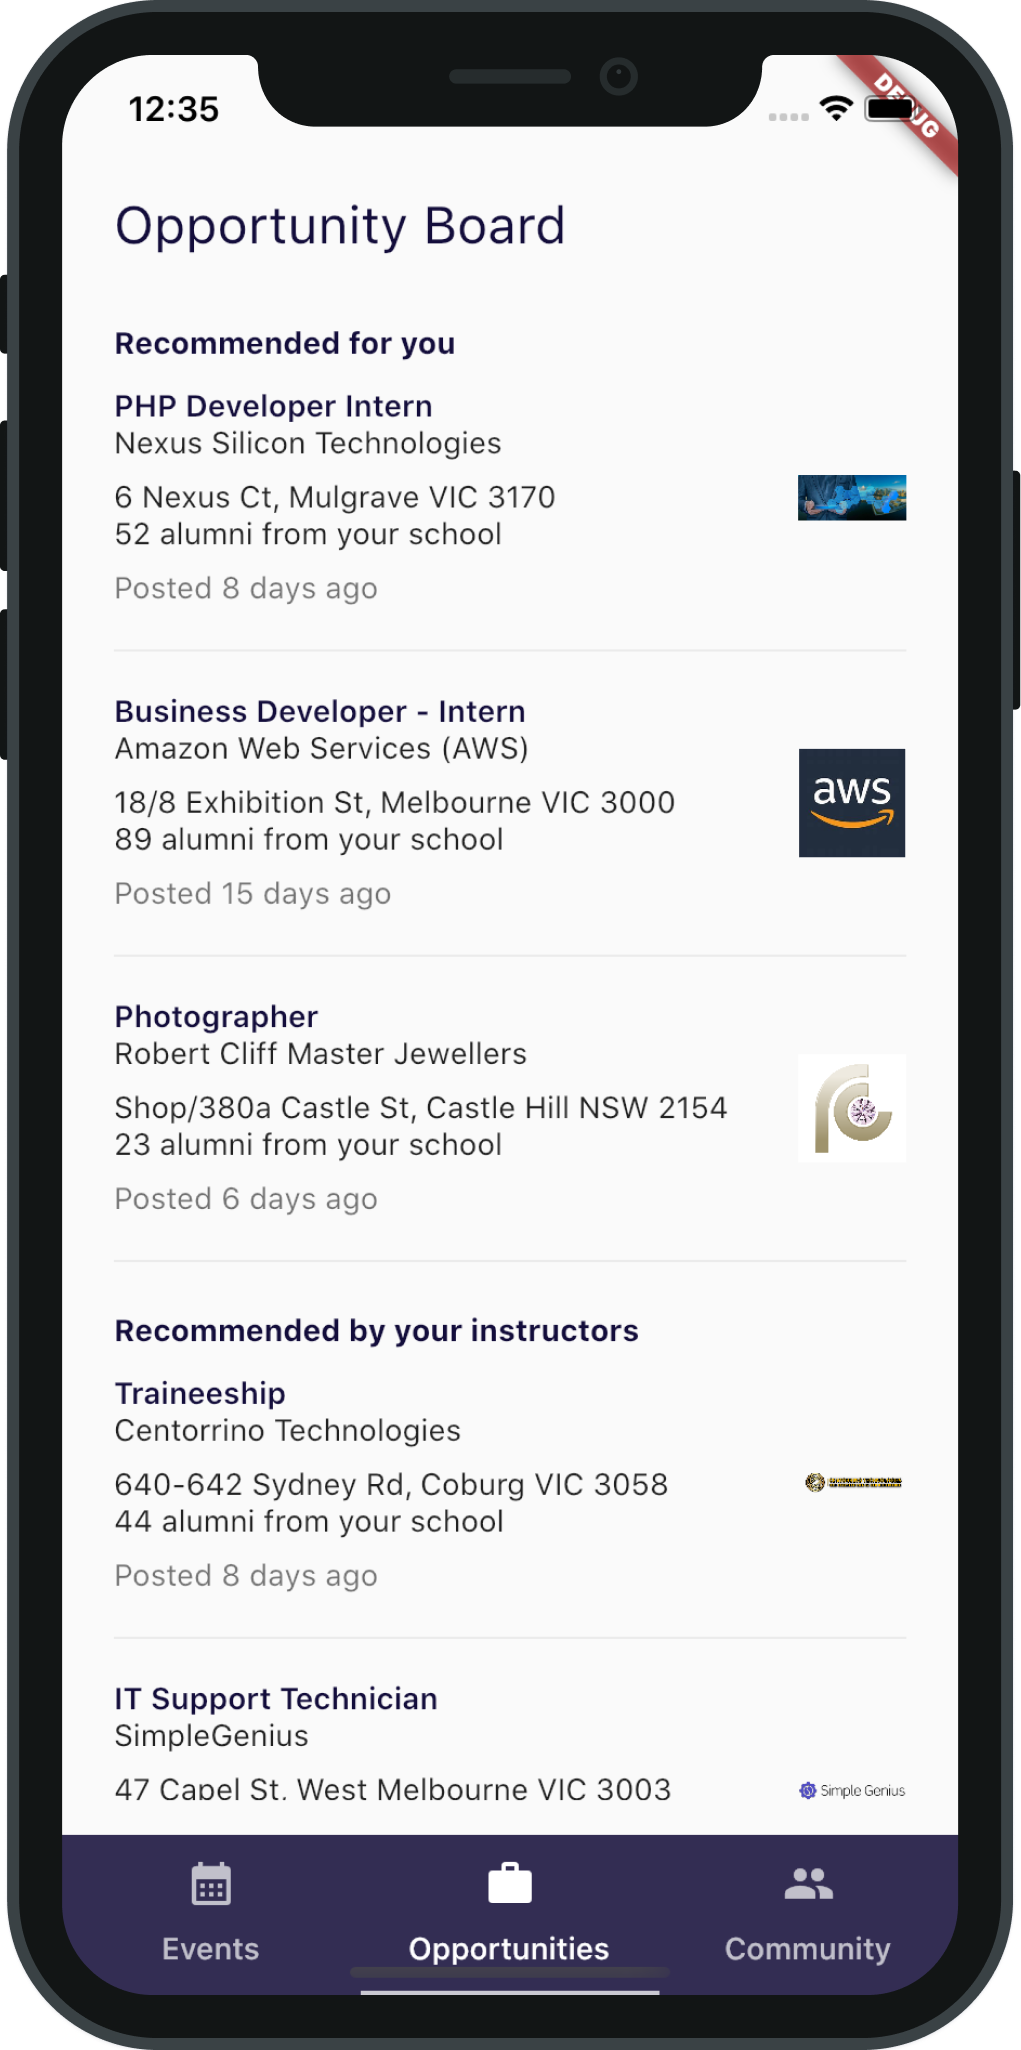 12:35
DEBUG
Opportunity Board
Recommended for you
PHP Developer Intern
Nexus Silicon Technologies
6 Nexus Ct, Mulgrave VIC 3170
52 alumni from your school
Posted 8 days ago
Business Developer - Intern
Amazon Web Services (AWS)
18/8 Exhibition St, Melbourne VIC 3000
89 alumni from your school
Posted 15 days ago
aws
Photographer
Robert Cliff Master Jewellers
Shop/380a Castle St, Castle Hill NSW 2154
23 alumni from your school
Posted 6 days ago
Recommended by your instructors
Traineeship
Centorrino Technologies
640-642 Sydney Rd, Coburg VIC 3058
44 alumni from your school
Posted 8 days ago
IT Support Technician
SimpleGenius
47 Capel St, West Melbourne VIC 3003
Simple Genius
Events
Opportunities
Community